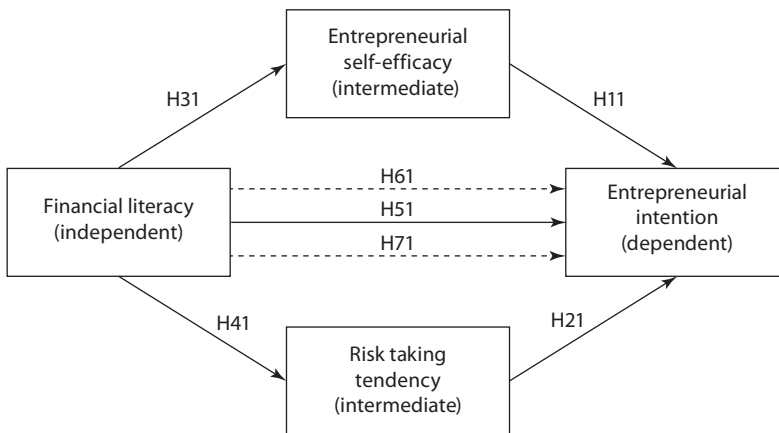 Entrepreneurial
self-efficacy
(intermediate)
H31
H11
Financial literacy
(independent)
H61
H51
H71
Entrepreneurial
intention
(dependent)
H41
H21
Risk taking
tendency
(intermediate)